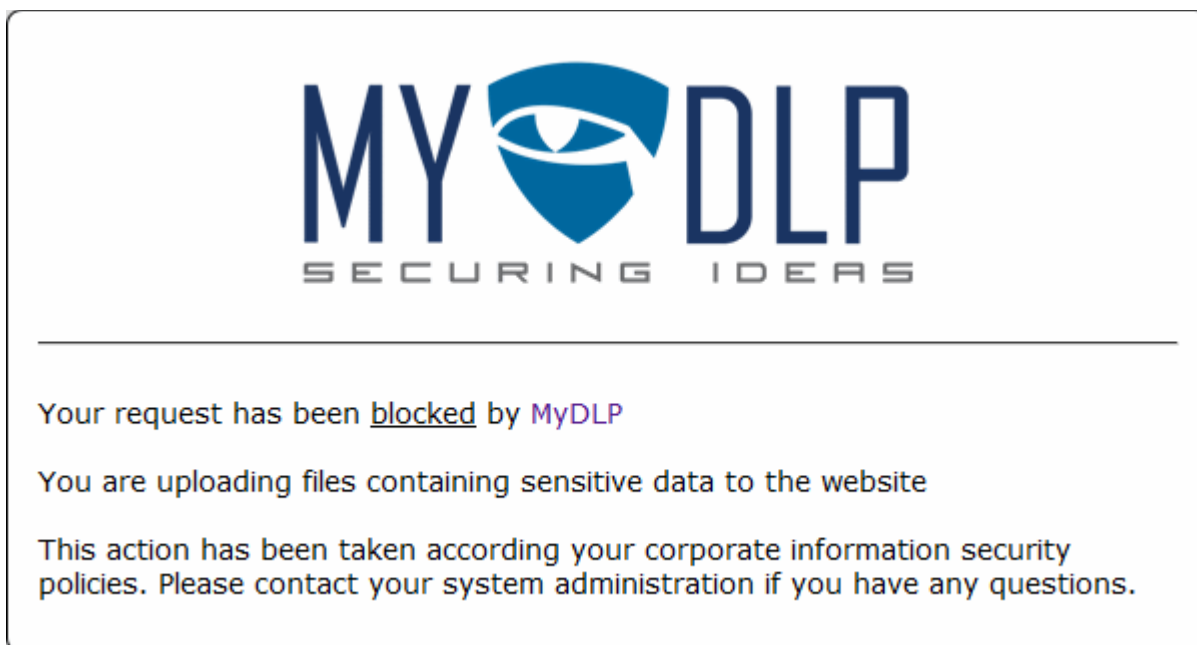 MY DLP
SECURING IDEAS
Your request has been blocked by MyDLP
You are uploading files containing sensitive data to the website
This action has been taken according your corporate information security
policies. Please contact your system administration if you have any questions.